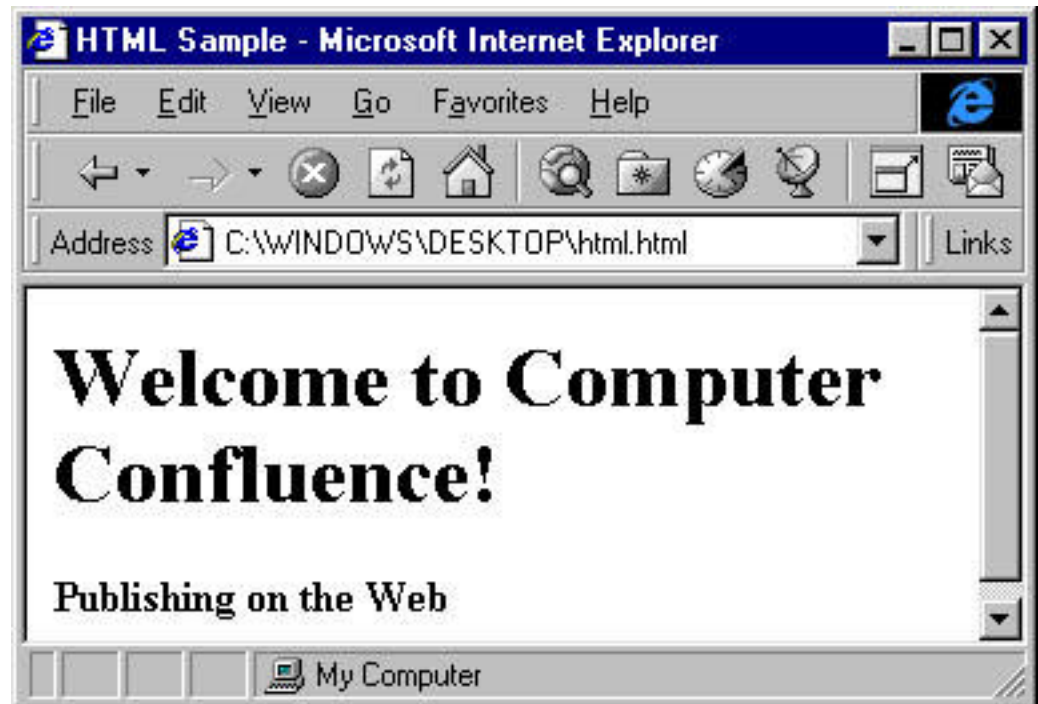 HTML Sample - Microsoft Internet Explorer
File Edit View Go Favorites Help
Address C:\WINDOWS\DESKTOP\html.html Links
Welcome to Computer
Confluence!
Publishing on the Web
My Computer